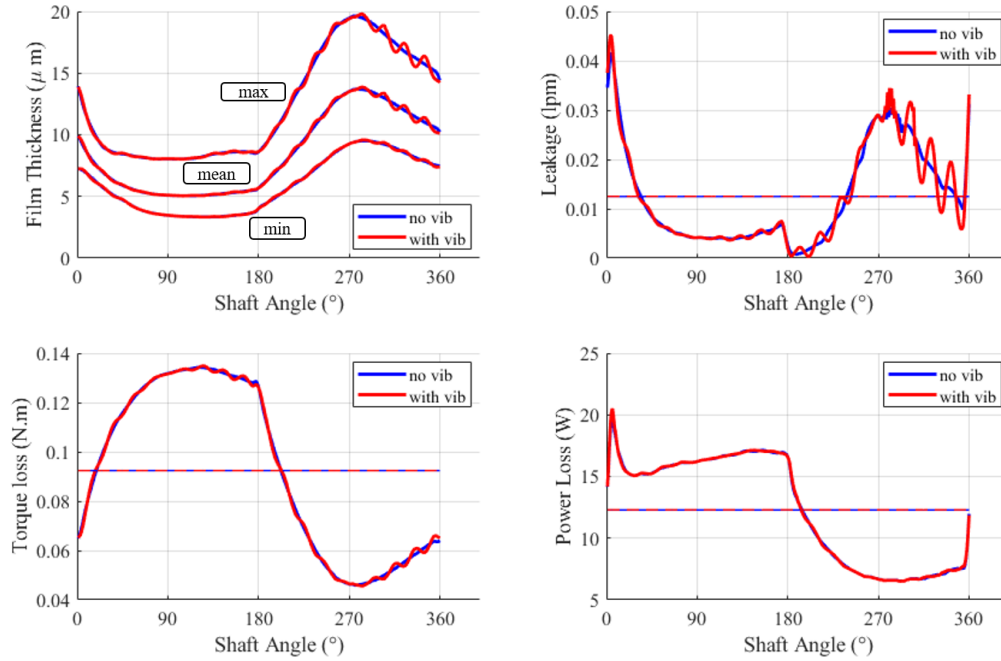 Film Thickness (μ m)
20
15
10
5
0
max
mean
min
no vib
with vib
0 90 180 270 360
Shaft Angle (°)
Leakage (lpm)
0.05
0.04
0.03
0.02
0.01
0
no vib
with vib
0 90 180 270 360
Shaft Angle (°)
Torque loss (N.m)
0.14
0.12
0.1
0.08
0.06
0.04
no vib
with vib
0 90 180 270 360
Shaft Angle (°)
Power Loss (W)
25
20
15
10
5
no vib
with vib
0 90 180 270 360
Shaft Angle (°)